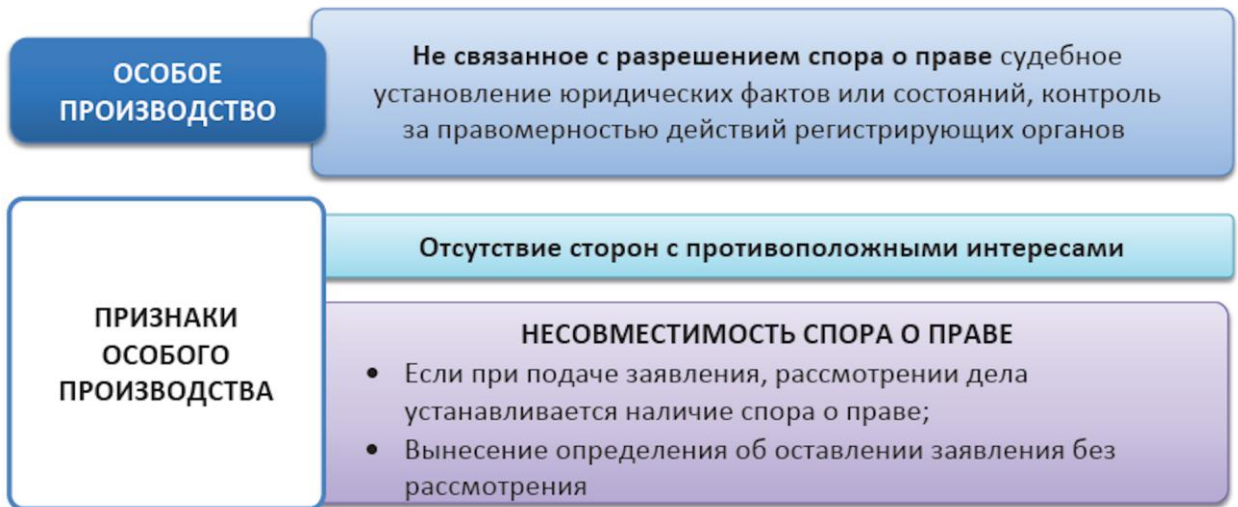 ОСОБОЕ
ПРОИЗВОДСТВО
Не связанное с разрешением спора о праве судебное
установление юридических фактов или состояний, контроль
за правомерностью действий регистрирующих органов
ПРИЗНАКИ
ОСОБОГО
ПРОИЗВОДСТВА
Отсутствие сторон с противоположными интересами
НЕСОВМЕСТИМОСТЬ СПОРА О ПРАВЕ
• Если при подаче заявления, рассмотрении дела
устанавливается наличие спора о праве;
• Вынесение определения об оставлении заявления без
рассмотрения